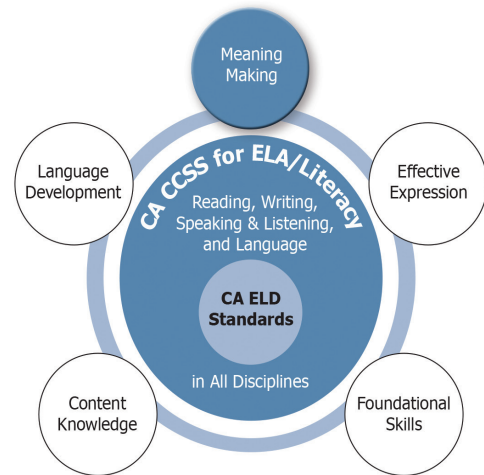 Meaning
Making
Language
Development
Effective
Expression
CA CCSS for ELA/Literacy
Reading, Writing,
Speaking & Listening,
and Language
CA ELD
Standards
in All Disciplines
Content
Knowledge
Foundational
Skills